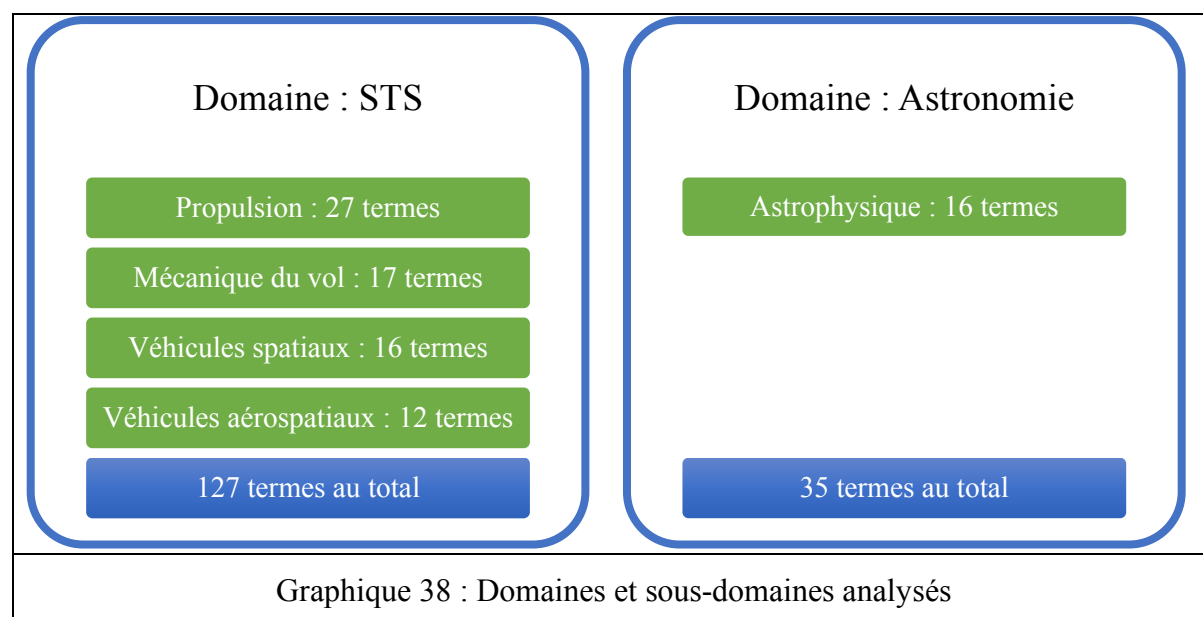 Domaine : STS
Propulsion : 27 termes
Mécanique du vol : 17 termes
Véhicules spatiaux : 16 termes
Véhicules aérospatiaux : 12 termes
127 termes au total
Domaine : Astronomie
Astrophysique : 16 termes
35 termes au total
Graphique 38 : Domaines et sous-domaines analysés